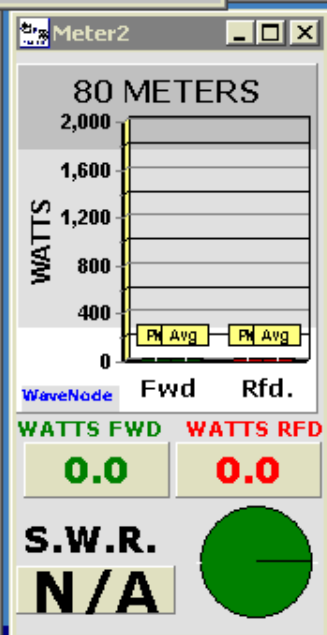 Meter2
80 METERS
2,000
1,600
1,200
800
400
0
WATTS
Pk Avg Pk Avg
WaveNode
Fwd Rfd.
WATTS FWD WATTS RFD
0.0 0.0
S.W.R.
N/A